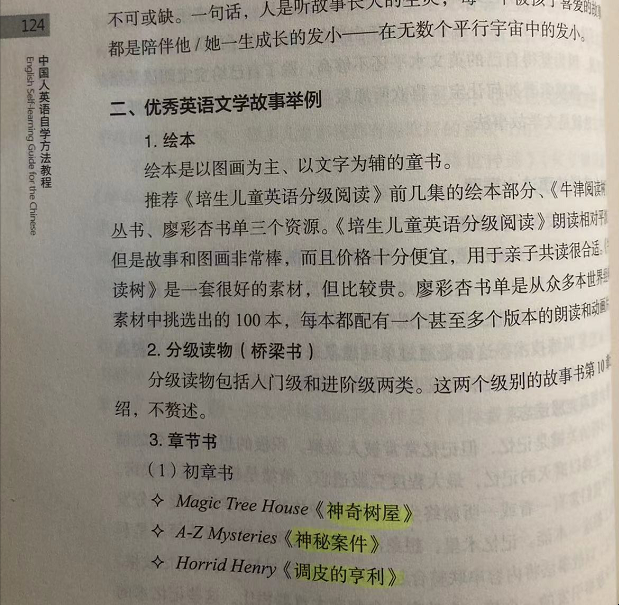 124
中国人英语自学方法教程
English Self-learning Guide for the Chinese
不可或缺。一句话，人是听故事长大的生灵，每一个被孩子喜爱的故
都是陪伴他/她一生成长的发小——在无数个平行宇宙中的发小。
二、优秀英语文学故事举例
1. 绘本
绘本是以图画为主、以文字为辅的童书。
推荐《培生儿童英语分级阅读》前几集的绘本部分、《牛津阅读树
丛书、廖彩杏书单三个资源。《培生儿童英语分级阅读》朗读相对平
但是故事和图画非常棒，而且价格十分便宜，用于亲子共读很合适。
读树》是一套很好的素材，但比较贵。廖彩杏书单是从众多本世界
素材中挑选出的 100 本，每本都配有一个甚至多个版本的朗读和动画
2. 分级读物（桥梁书）
分级读物包括入门级和进阶级两类。这两个级别的故事书第 10
绍，不赘述。
3. 章节书
（1）初章书
✧ Magic Tree House《神奇树屋》
✧ A-Z Mysteries《神秘案件》
✧ Horrid Henry《调皮的亨利》